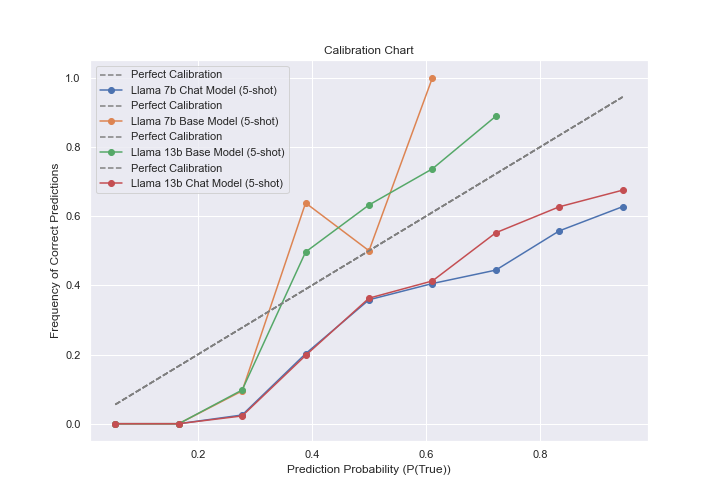 Calibration Chart
Perfect Calibration
Llama 7b Chat Model (5-shot)
Perfect Calibration
Llama 7b Base Model (5-shot)
Perfect Calibration
Llama 13b Base Model (5-shot)
Perfect Calibration
Llama 13b Chat Model (5-shot)
Frequency of Correct Predictions
1.0
0.8
0.6
0.4
0.2
0.0
0.2 0.4 0.6 0.8
Prediction Probability (P(True))